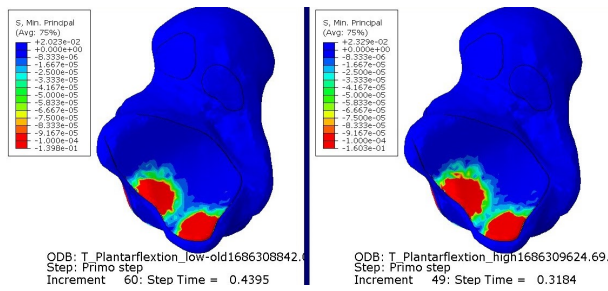 S, Min. Principal
(Avg: 75%)
+2.023e-02
+0.000e+00
-8.333e-06
-1.667e-05
-2.500e-05
-3.333e-05
-4.167e-05
-5.000e-05
-5.833e-05
-6.667e-05
-7.500e-05
-8.333e-05
-9.167e-05
-1.000e-04
-1.398e-01
ODB: T_Plantarflextion_low-old1686308842.
Step: Primo step
Increment 60: Step Time = 0.4395
S, Min. Principal
(Avg: 75%)
+2.329e-02
+0.000e+00
-8.333e-06
-1.667e-05
-2.500e-05
-3.333e-05
-4.167e-05
-5.000e-05
-5.833e-05
-6.667e-05
-7.500e-05
-8.333e-05
-9.167e-05
-1.000e-04
-1.603e-01
ODB: T_Plantarflextion_high1686309624.69.
Step: Primo step
Increment 49: Step Time = 0.3184